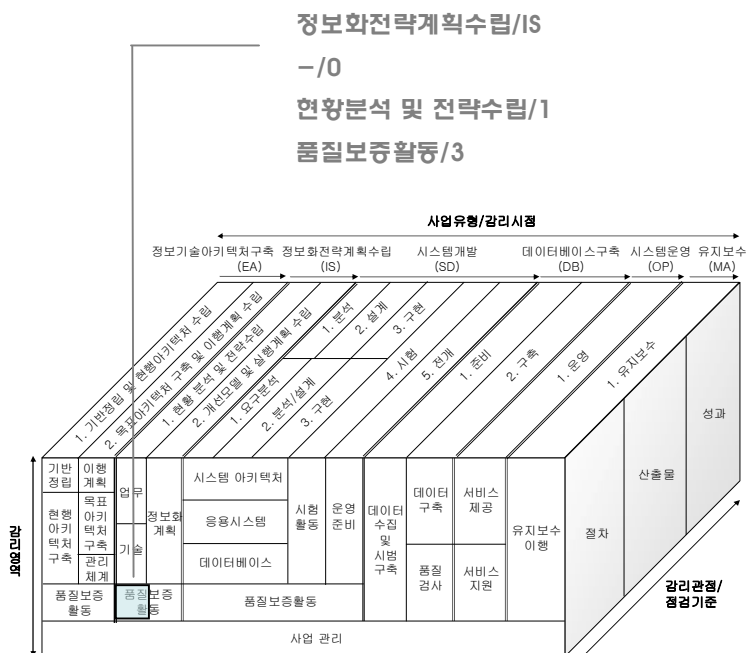 정보화전략계획수립/IS
-/0
현황분석 및 전략수립/1
품질보증활동/3
사업유형/감리시점
정보기술아키텍처구축
(EA)
정보화전략계획수립
(IS)
시스템개발
(SD)
데이터베이스구축
(DB)
시스템운영
(OP)
유지보수
(MA)
1. 기반정립 및 현행아키텍처 수립
2. 목표아키텍처 구축 및 이행계획 수립
1. 현황 분석 및 전략수립
2. 개선모델 및 실행계획 수립
1. 분석
2. 설계
3. 구현
1. 요구분석
2. 분석/설계
3. 구현
4. 시험
5. 전개
1. 준비
2. 구축
1. 운영
1. 유지보수
성과
산출물
절차
감리관점/
점검기준
감리영역
기반
정립
이행
계획
현행
아키
텍처
구축
목표
아키
텍처
구축
관리
체계
업무
기술
정보화
계획
시스템 아키텍처
응용시스템
데이터베이스
시험
활동
운영
준비
데이터
수집
및
시범
구축
데이터
구축
품질
검사
서비스
제공
서비스
지원
유지보수
이행
품질보증
활동
품질보증
활동
품질보증활동
사업 관리